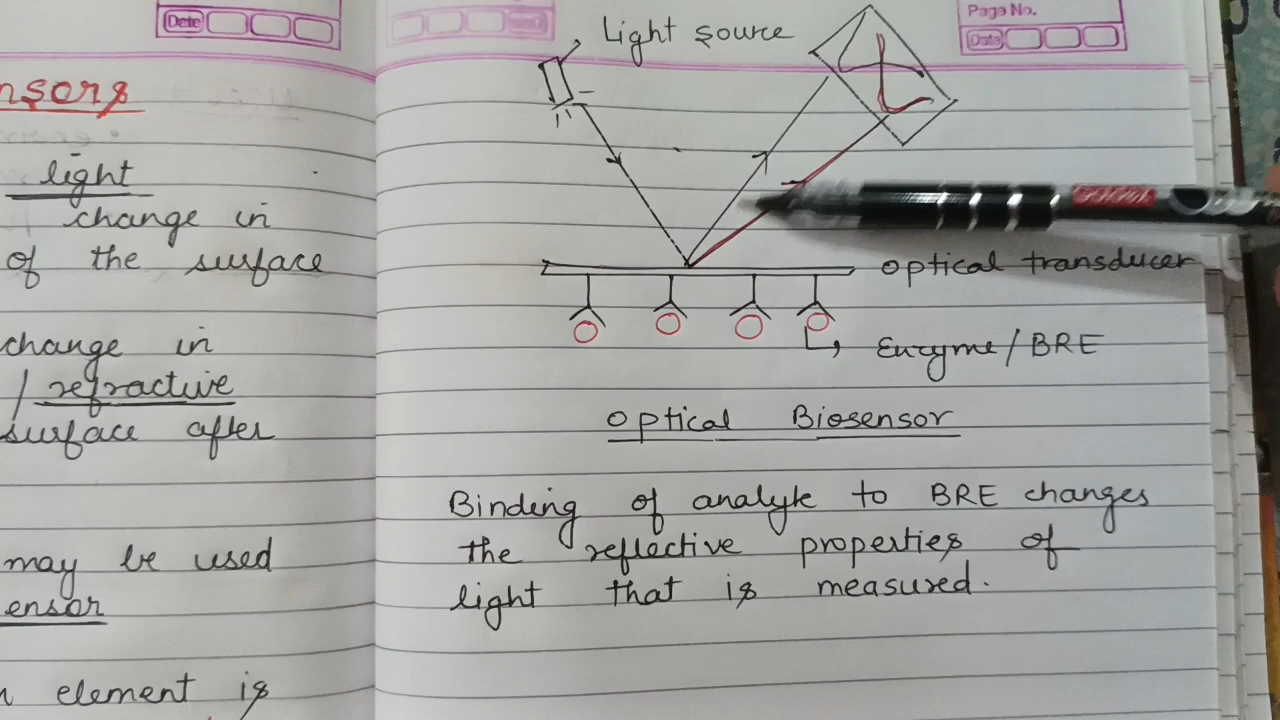 Date
Page No.
Date
Light source
nsors
light
change in
of the surface
optical transducer
change in
/ refractive
surface after
Enzyme/BRE
Optical Biosensor
Binding of analyte to BRE changes
the reflective properties of
light that is measured.
may be used
ensor
element is